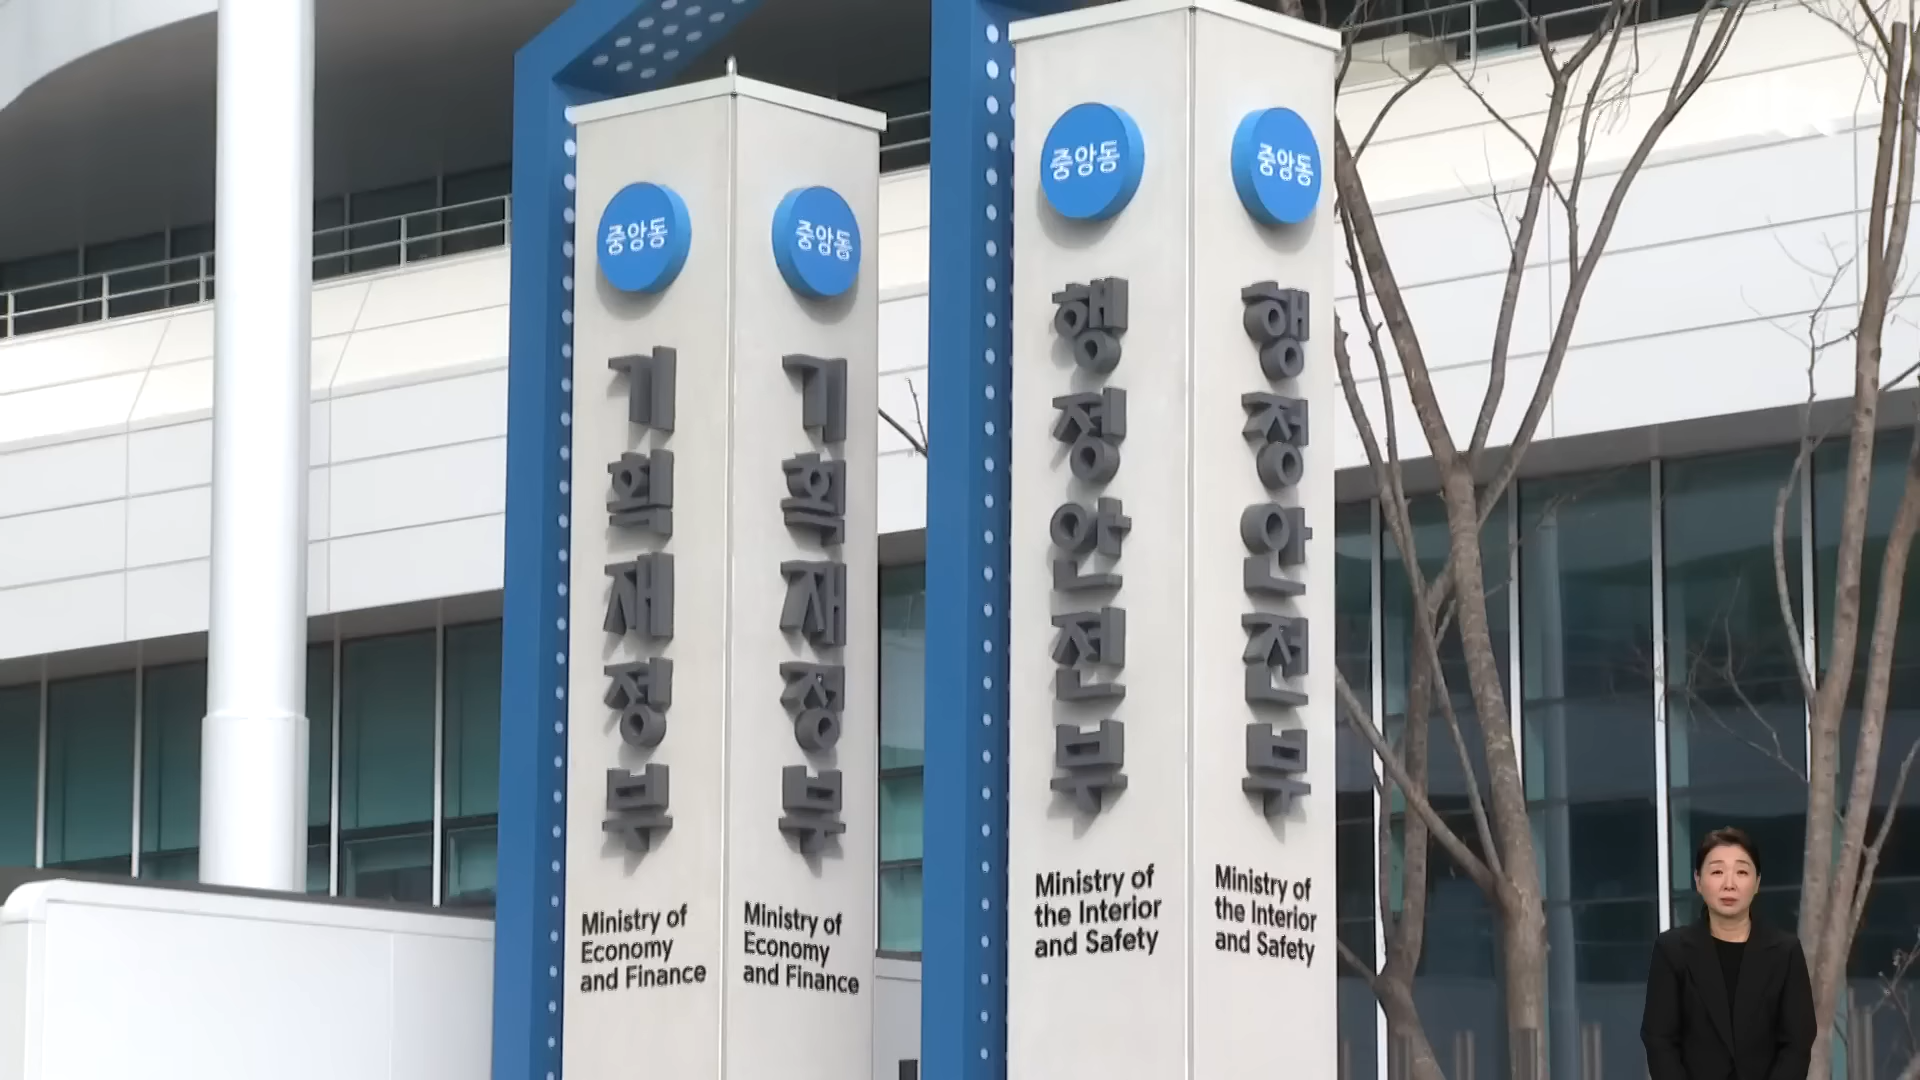 중앙동
기획재정부
Ministry of
Economy
and Finance
중앙동
기획재정부
Ministry of
Economy
and Finance
중앙동
행정안전부
Ministry of
the Interior
and Safety
중앙동
행정안전부
Ministry of
the Interior
and Safety